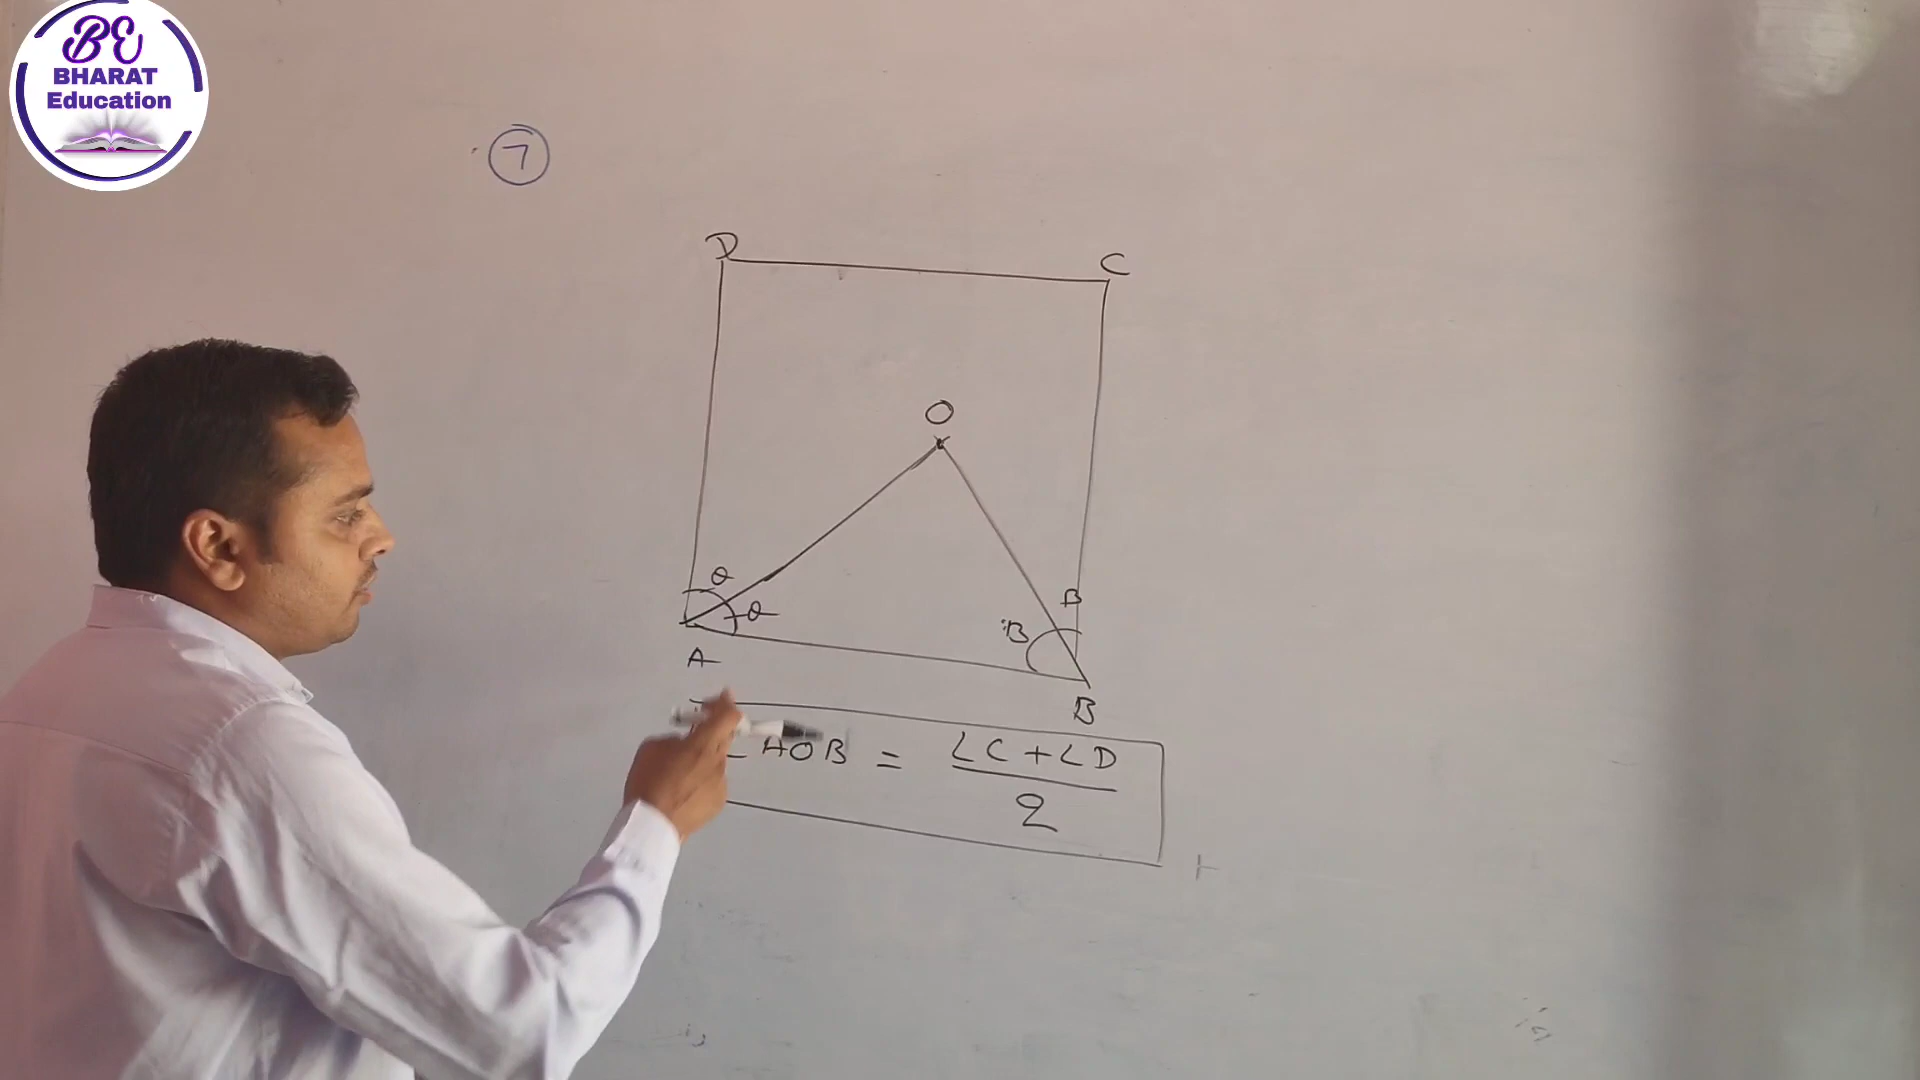 BE
BHARAT
Education
7
D C
O
θ
θ
B
B
A
B
∠AOB = ∠C+∠D
2